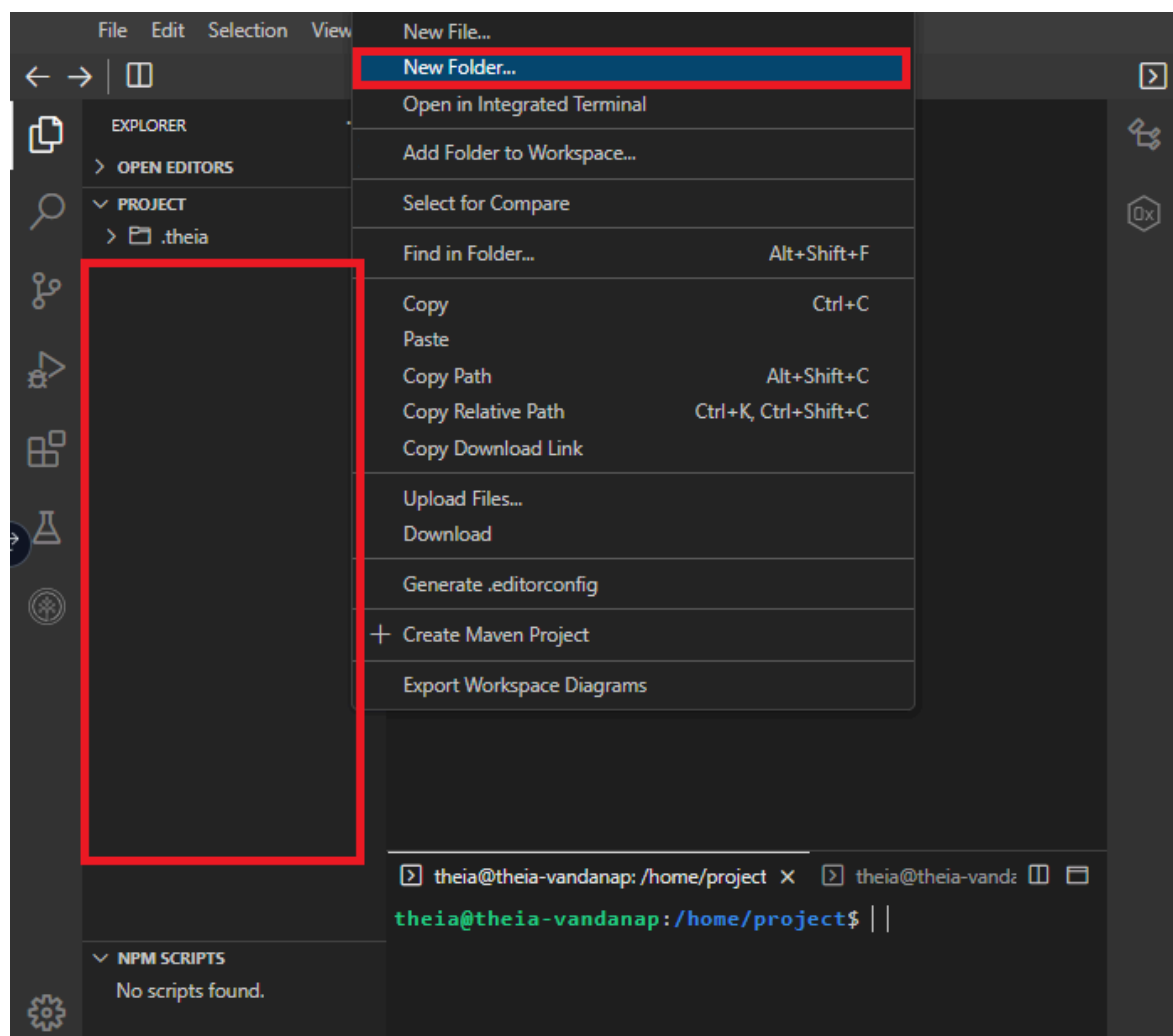 File Edit Selection View
New File...
New Folder...
Open in Integrated Terminal
EXPLORER
OPEN EDITORS
Add Folder to Workspace...
PROJECT
Select for Compare
.theia
Find in Folder... Alt+Shift+F
Copy Ctrl+C
Paste
Copy Path Alt+Shift+C
Copy Relative Path Ctrl+K, Ctrl+Shift+C
Copy Download Link
Upload Files...
Download
Generate .editorconfig
Create Maven Project
Export Workspace Diagrams
theia@theia-vandanap: /home/project theia@theia-vanda
theia@theia-vandanap:/home/project$
NPM SCRIPTS
No scripts found.
0x